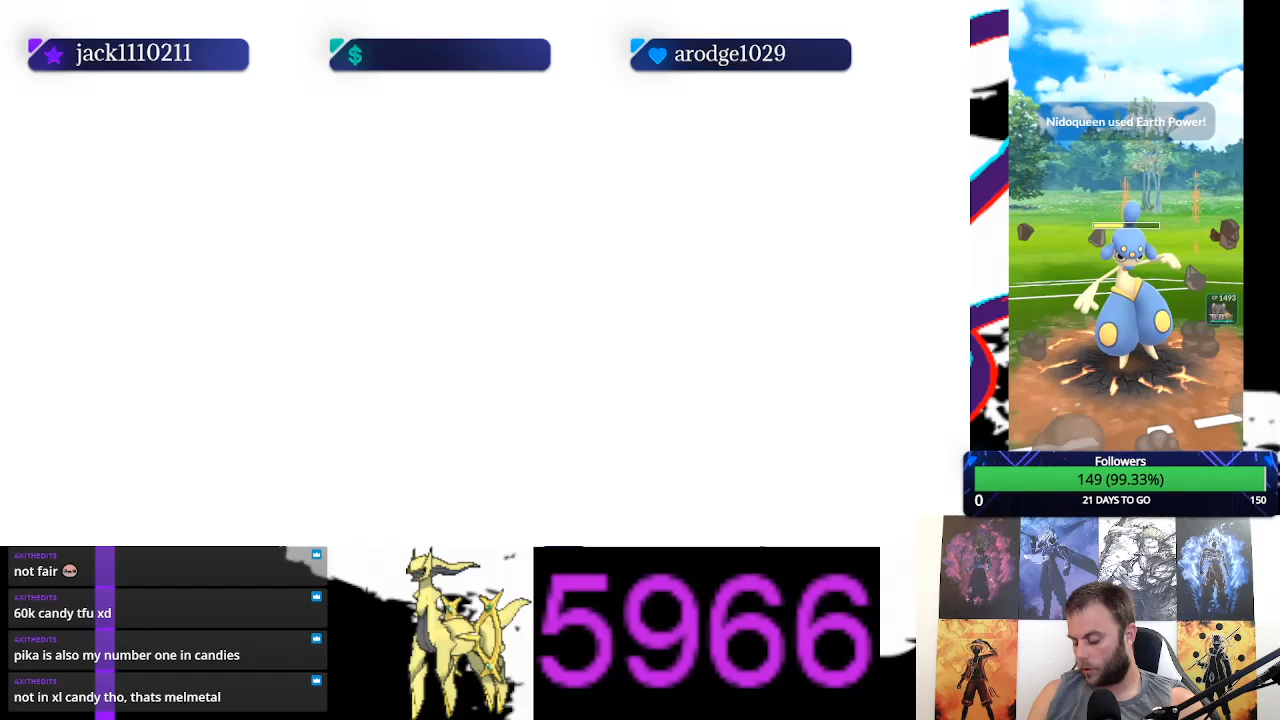 jack1110211
$
arodge1029
Nidoqueen used Earth Power!
CP 1493
Followers
149 (99.33%)
0
21 DAYS TO GO
150
AXITHEDITS
not fair
AXITHEDITS
60k candy tfu xd
AXITHEDITS
pika is also my number one in candies
AXITHEDITS
not in xl candy tho, thats melmetal
5966